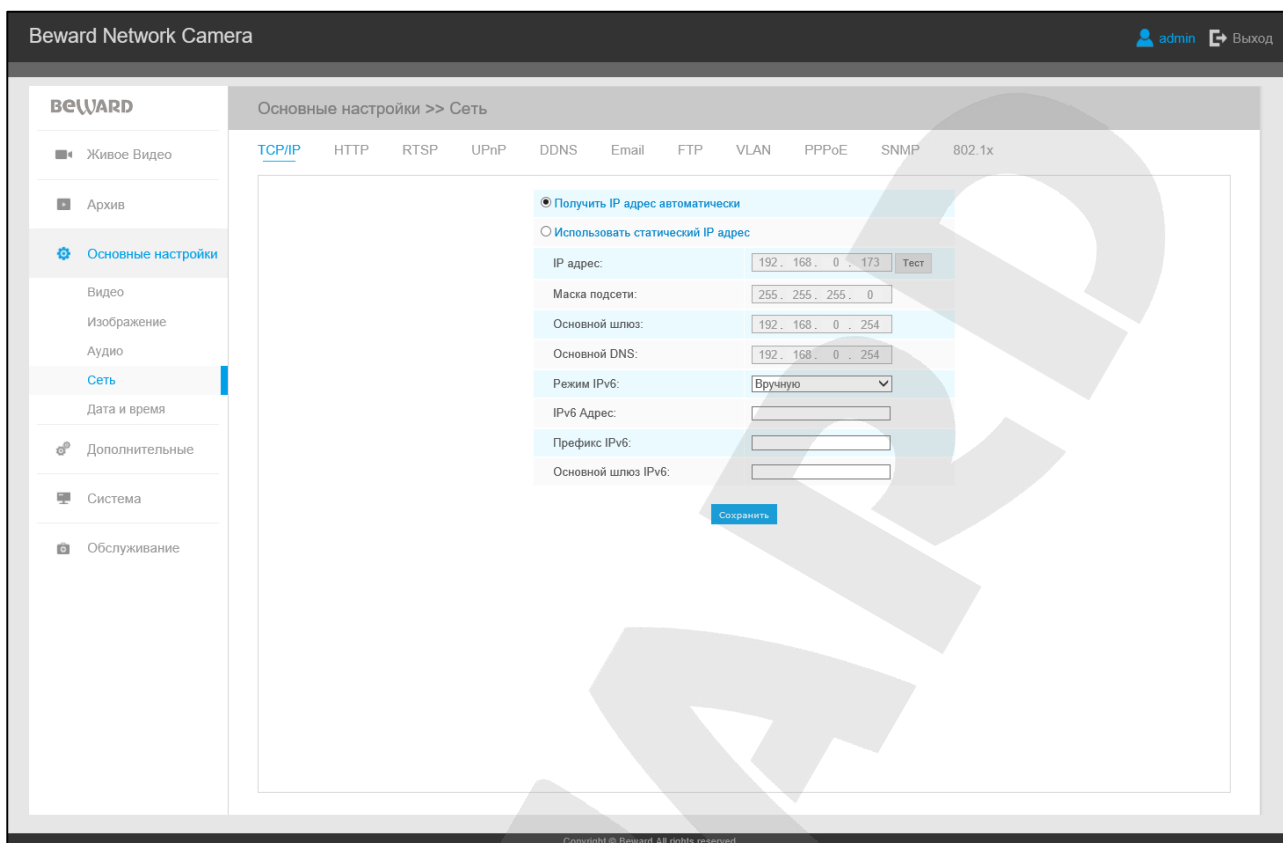 Beward Network Camera
admin Выход
BEWARD
Основные настройки >> Сеть
Живое Видео
Архив
Основные настройки
Видео
Изображение
Аудио
Сеть
Дата и время
Дополнительные
Система
Обслуживание
TCP/IP HTTP RTSP UPnP DDNS Email FTP VLAN PPPoE SNMP 802.1x
Получить IP адрес автоматически
Использовать статический IP адрес
IP адрес: 192. 168. 0 . 173 Тест
Маска подсети: 255. 255. 255. 0
Основной шлюз: 192. 168. 0 . 254
Основной DNS: 192. 168. 0 . 254
Режим IPv6: Вручную
IPv6 Адрес:
Префикс IPv6:
Основной шлюз IPv6:
Сохранить
Copyright © Beward All rights reserved